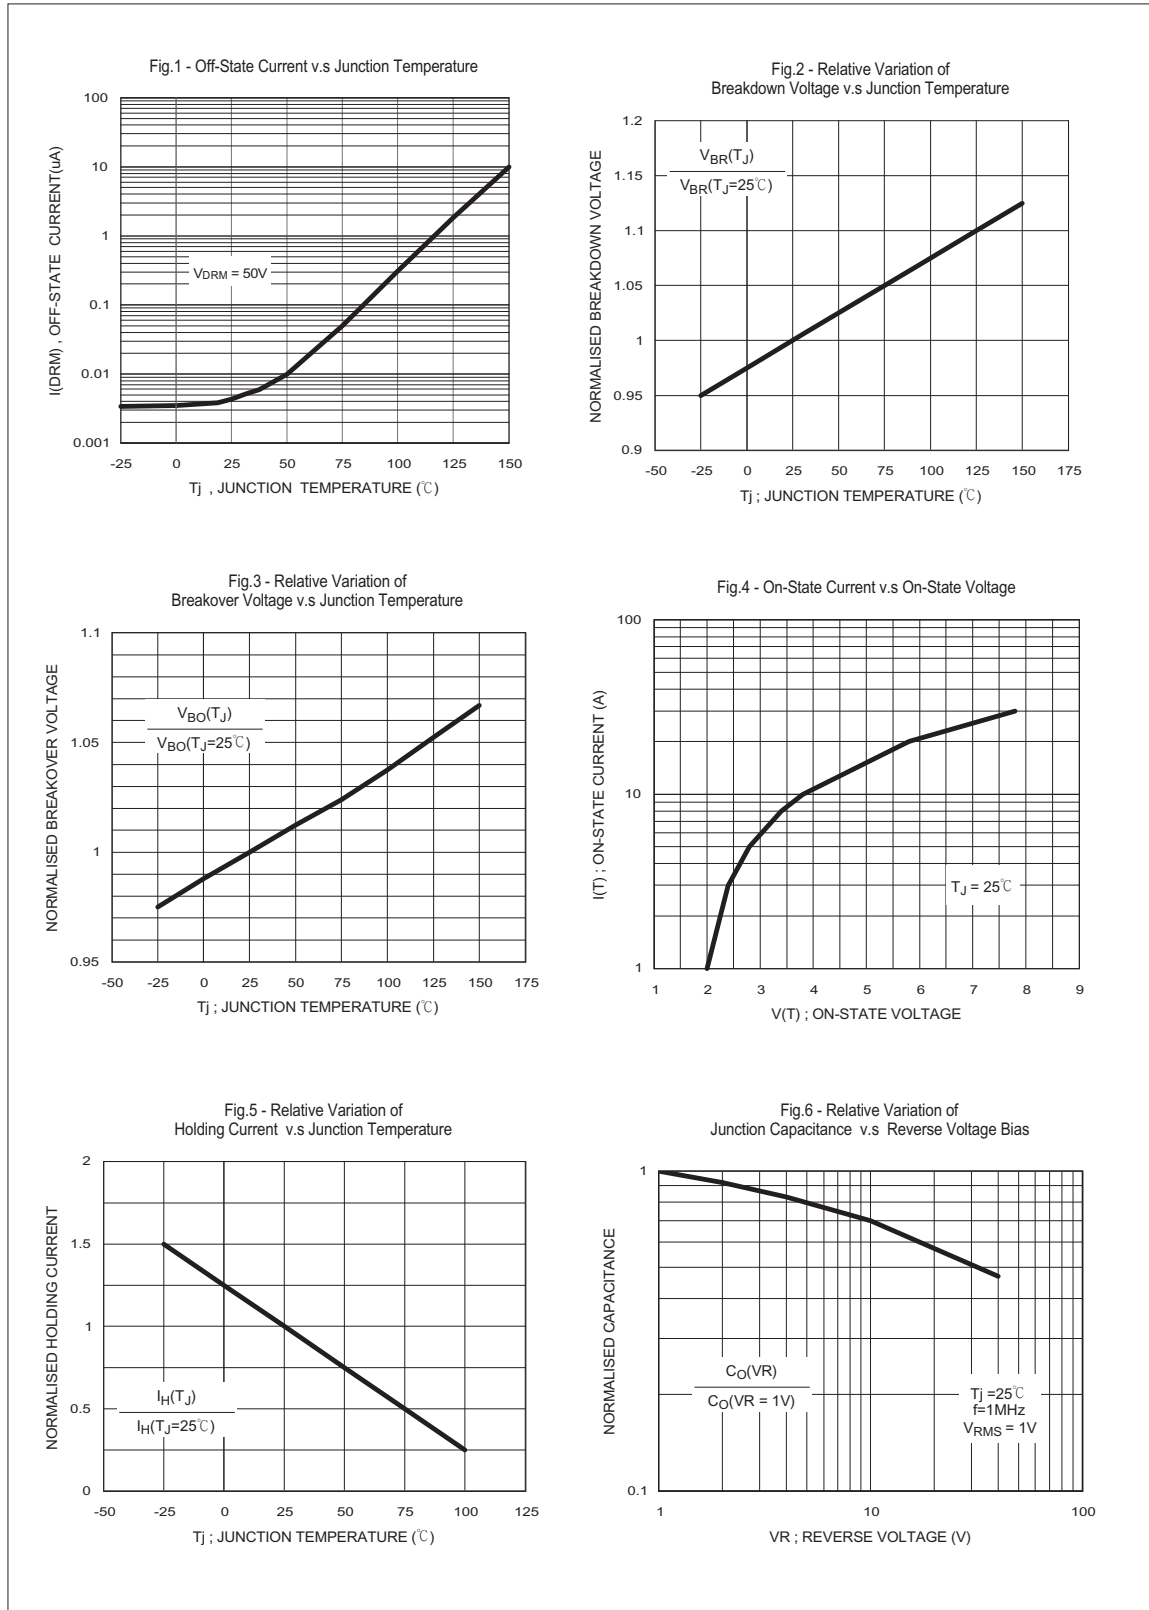 Fig.1 - Off-State Current v.s Junction Temperature
100
10
1
0.1
0.01
0.001
I(DRM) , OFF-STATE CURRENT(uA)
VDRM = 50V
-25 0 25 50 75 100 125 150
Tj , JUNCTION TEMPERATURE (℃)
Fig.2 - Relative Variation of
Breakdown Voltage v.s Junction Temperature
1.2
1.15
1.1
1.05
1
0.95
0.9
NORMALISED BREAKDOWN VOLTAGE
VBR(TJ)
VBR(TJ=25℃)
-50 -25 0 25 50 75 100 125 150 175
Tj ; JUNCTION TEMPERATURE (℃)
Fig.3 - Relative Variation of
Breakover Voltage v.s Junction Temperature
1.1
1.05
1
0.95
NORMALISED BREAKOVER VOLTAGE
VBO(TJ)
VBO(TJ=25℃)
-50 -25 0 25 50 75 100 125 150 175
Tj ; JUNCTION TEMPERATURE (℃)
Fig.4 - On-State Current v.s On-State Voltage
100
10
1
I(T) ; ON-STATE CURRENT (A)
TJ = 25℃
1 2 3 4 5 6 7 8 9
V(T) ; ON-STATE VOLTAGE
Fig.5 - Relative Variation of
Holding Current v.s Junction Temperature
2
1.5
1
0.5
0
NORMALISED HOLDING CURRENT
IH(TJ)
IH(TJ=25℃)
-50 -25 0 25 50 75 100 125
Tj ; JUNCTION TEMPERATURE (℃)
Fig.6 - Relative Variation of
Junction Capacitance v.s Reverse Voltage Bias
1
0.1
NORMALISED CAPACITANCE
CO(VR)
CO(VR = 1V)
Tj =25℃
f=1MHz
VRMS = 1V
1 10 100
VR ; REVERSE VOLTAGE (V)